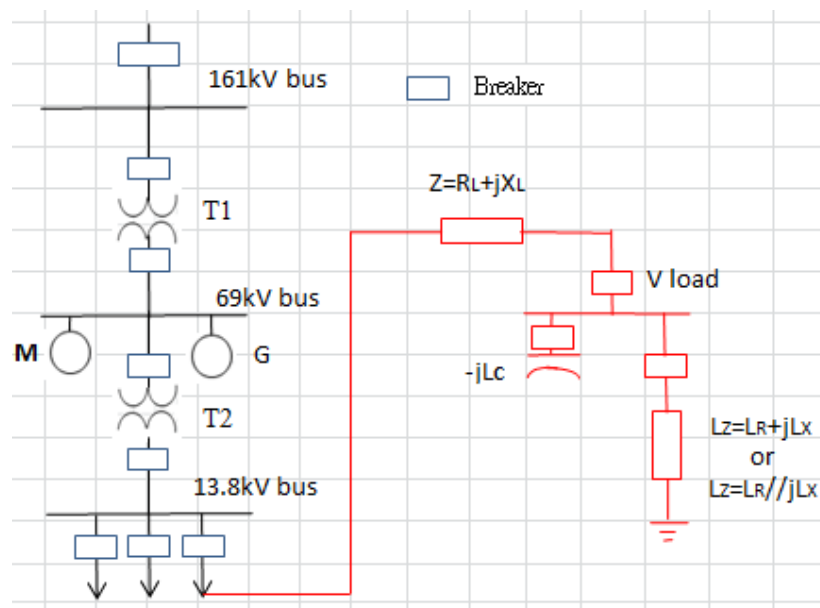 161kV bus
Breaker
Z=RL+jXL
T1
V load
69kV bus
M
G
-jLc
T2
LZ=LR+jLX
or
LZ=LR//jLX
13.8kV bus